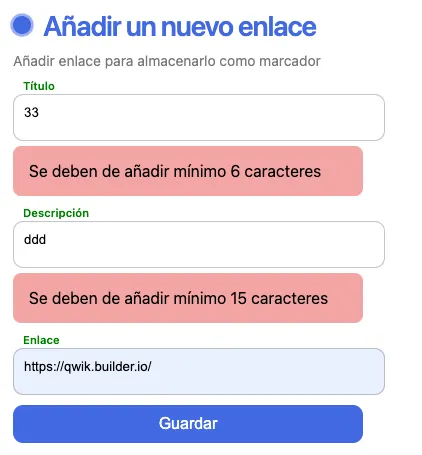 Añadir un nuevo enlace
Añadir enlace para almacenarlo como marcador
Título
33
Se deben de añadir mínimo 6 caracteres
Descripción
ddd
Se deben de añadir mínimo 15 caracteres
Enlace
https://qwik.builder.io/
Guardar